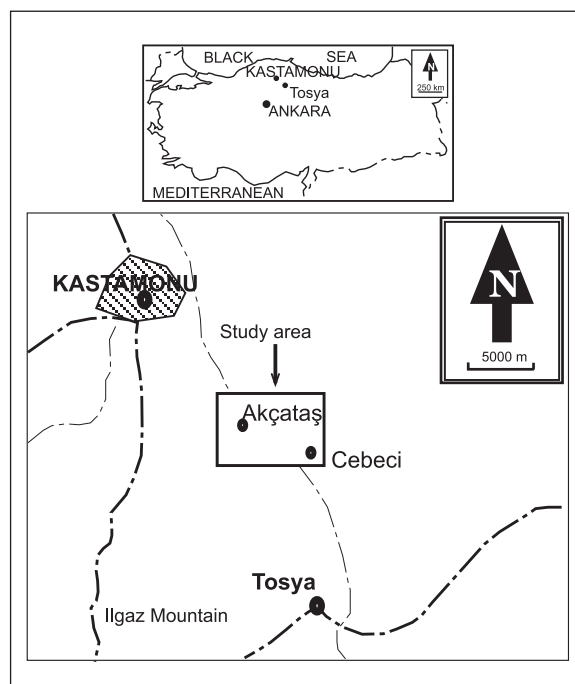 BLACK SEA
KASTAMONU
Tosya
ANKARA
MEDITERRANEAN
N
250 km
KASTAMONU
N
5000 m
Study area
Akçataş
Cebeci
Tosya
Ilgaz Mountain